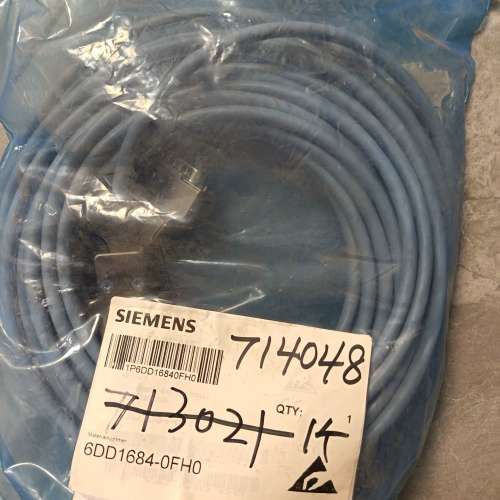 SIEMENS
714048
1P6DD16840FH0
QTY: 1
713021 14
6DD1684-0FH0